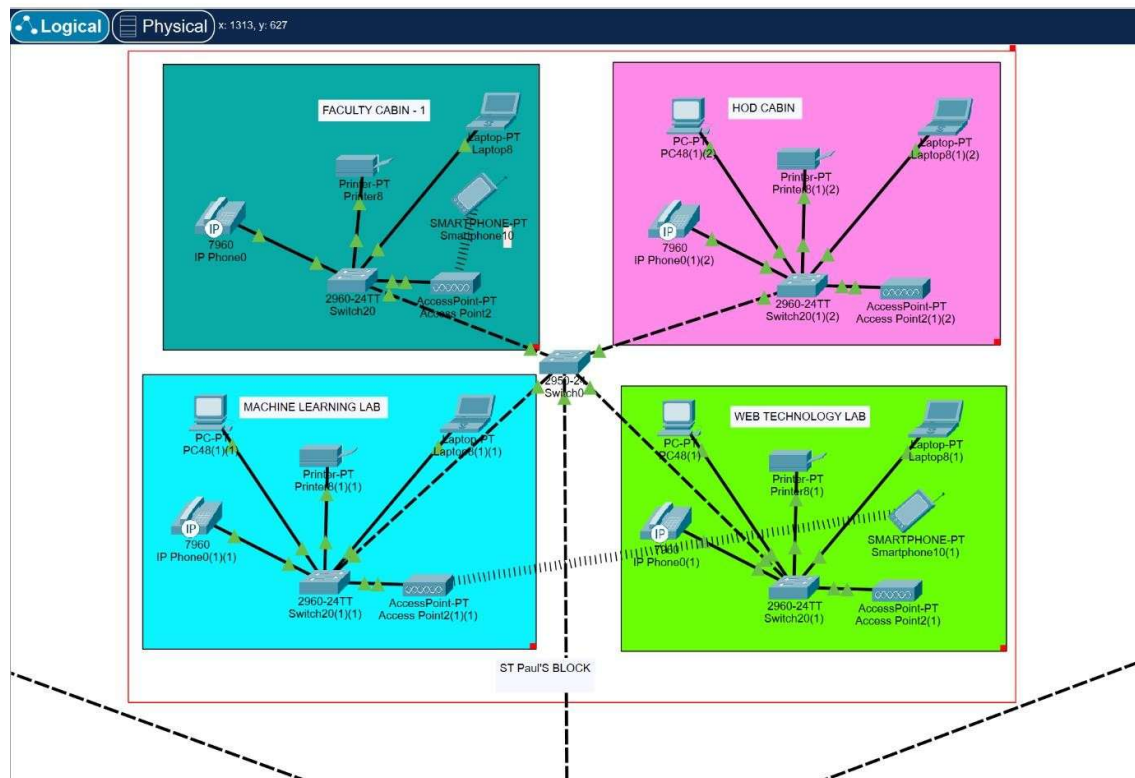 Logical
Physical
x: 1313, y: 627
FACULTY CABIN - 1
Laptop-PT
Laptop8
Printer-PT
Printer8
SMARTPHONE-PT
Smartphone10
IP
7960
IP Phone0
2960-24TT
Switch20
AccessPoint-PT
Access Point2
HOD CABIN
PC-PT
PC48(1)(2)
Laptop-PT
Laptop8(1)(2)
Printer-PT
Printer8(1)(2)
IP
7960
IP Phone0(1)(2)
2960-24TT
Switch20(1)(2)
AccessPoint-PT
Access Point2(1)(2)
2950-24
Switch0
MACHINE LEARNING LAB
PC-PT
PC48(1)(1)
Laptop-PT
Laptop8(1)(1)
Printer-PT
Printer8(1)(1)
IP
7960
IP Phone0(1)(1)
2960-24TT
Switch20(1)(1)
AccessPoint-PT
Access Point2(1)(1)
WEB TECHNOLOGY LAB
PC-PT
PC48(1)
Laptop-PT
Laptop8(1)
Printer-PT
Printer8(1)
SMARTPHONE-PT
Smartphone10(1)
IP
7960
IP Phone0(1)
2960-24TT
Switch20(1)
AccessPoint-PT
Access Point2(1)
ST Paul'S BLOCK